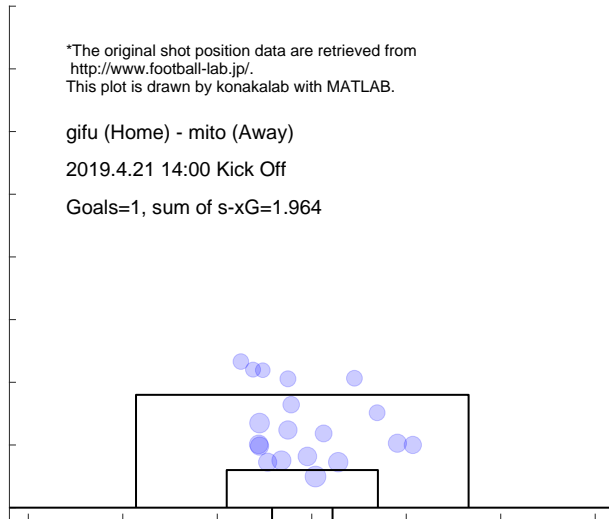 *The original shot position data are retrieved from
http://www.football-lab.jp/.
This plot is drawn by konakalab with MATLAB.
gifu (Home) - mito (Away)
2019.4.21 14:00 Kick Off
Goals=1, sum of s-xG=1.964